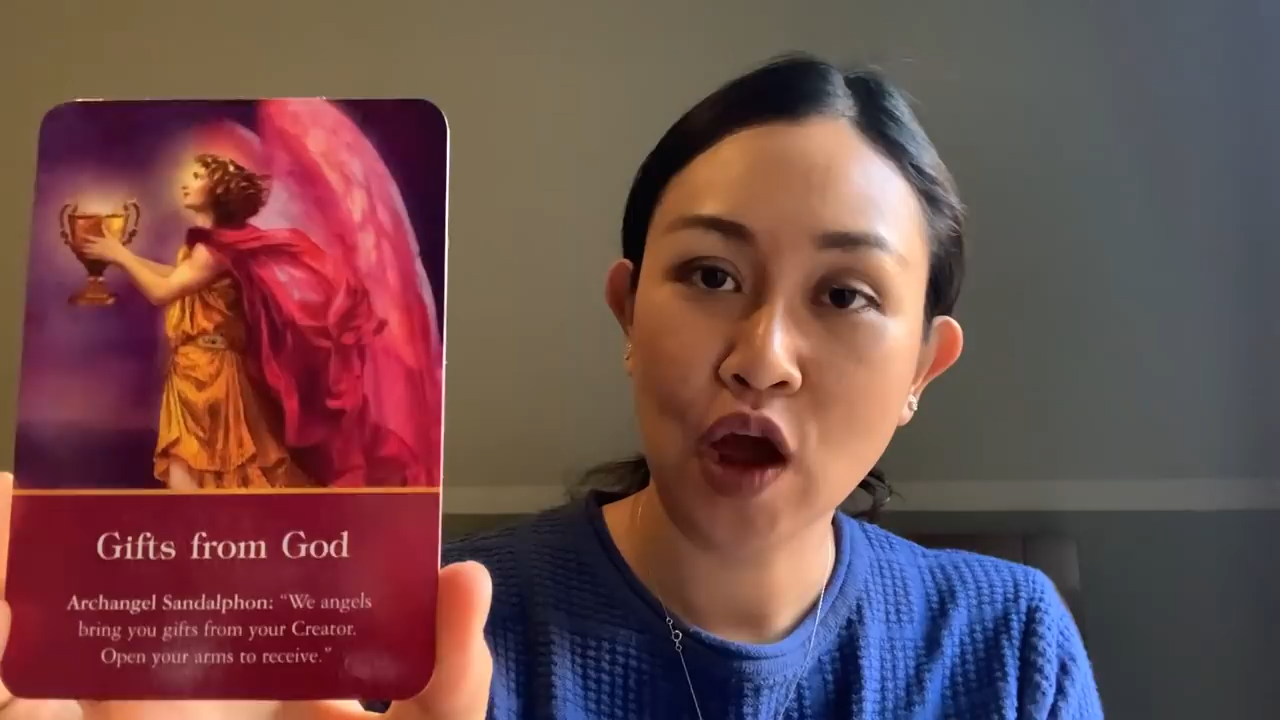 Gifts from God
Archangel Sandalphon: “We angels
bring you gifts from your Creator.
Open your arms to receive.”